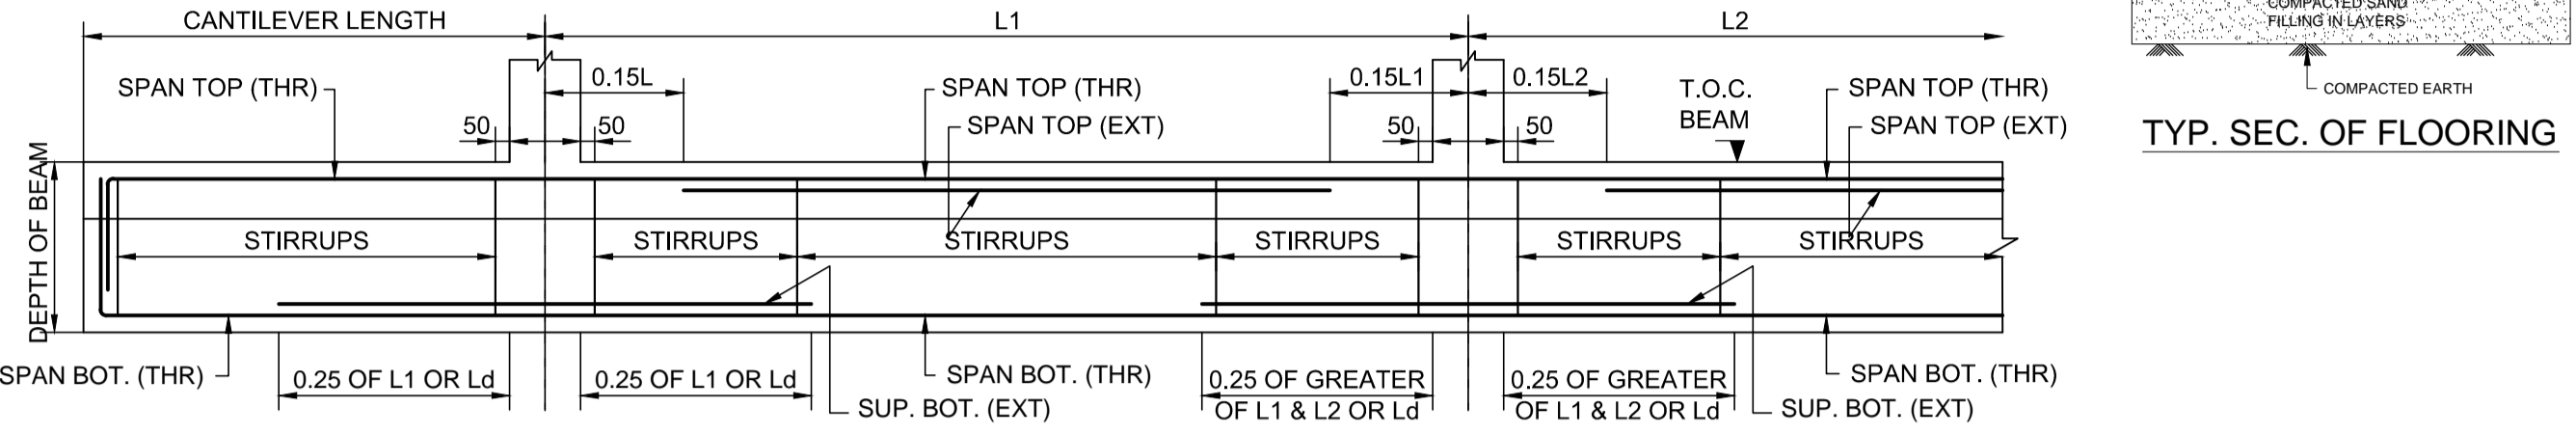 CANTILEVER LENGTH
L1
L2
COMPACTED SAND
FILLING IN LAYERS
SPAN TOP (THR)
0.15L
SPAN TOP (THR)
0.15L1
0.15L2
T.O.C.
BEAM
SPAN TOP (THR)
COMPACTED EARTH
50
50
SPAN TOP (EXT)
50
50
SPAN TOP (EXT)
TYP. SEC. OF FLOORING
DEPTH OF BEAM
STIRRUPS
STIRRUPS
STIRRUPS
STIRRUPS
STIRRUPS
STIRRUPS
SPAN BOT. (THR)
0.25 OF L1 OR Ld
0.25 OF L1 OR Ld
SPAN BOT. (THR)
0.25 OF GREATER
OF L1 & L2 OR Ld
0.25 OF GREATER
OF L1 & L2 OR Ld
SPAN BOT. (THR)
SUP. BOT. (EXT)
SUP. BOT. (EXT)